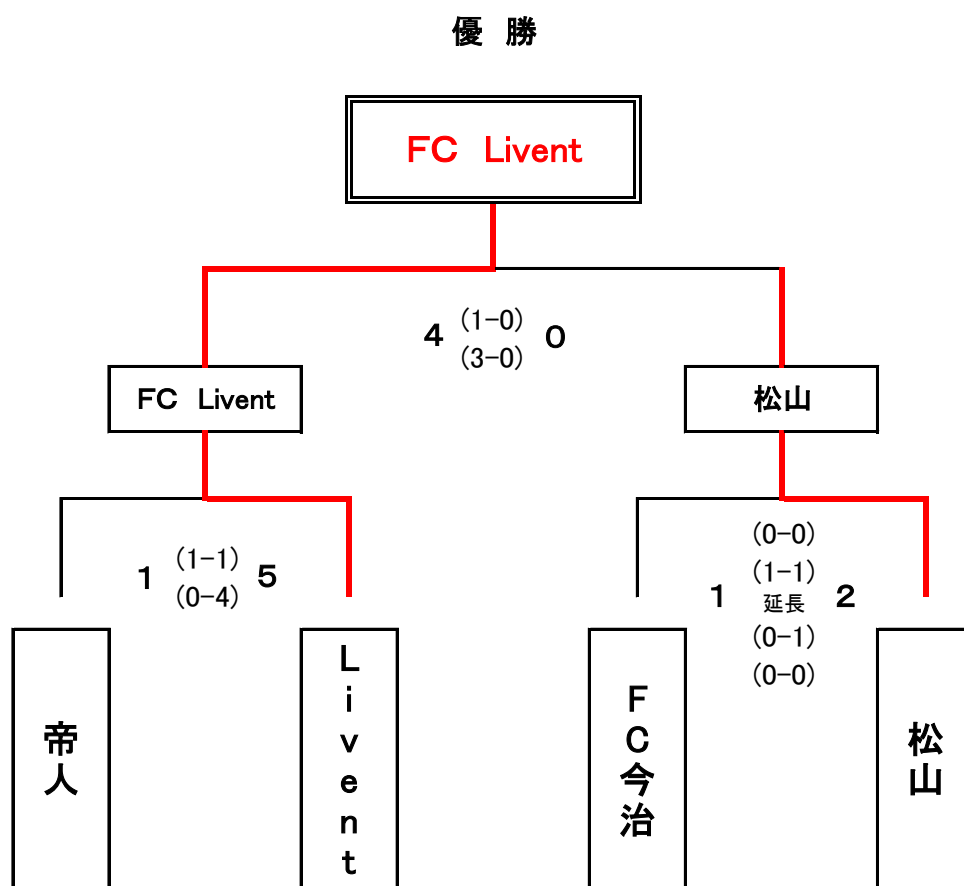 優 勝
FC Livent
4 (1-0) 0
(3-0)
FC Livent
松山
1 (1-1) 5
(0-4)
(0-0)
(1-1)
1 延長 2
(0-1)
(0-0)
帝人
Livent
FC今治
松山